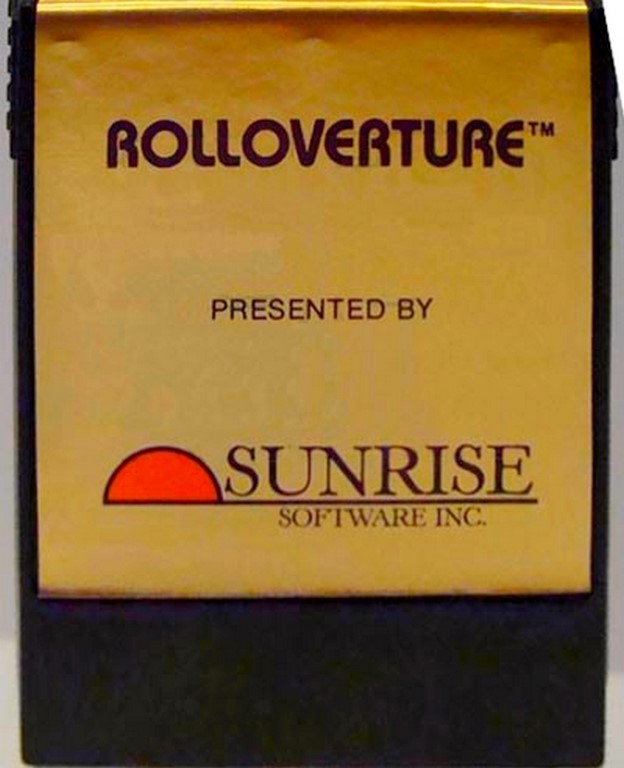 ROLLOVERTURE™
PRESENTED BY
SUNRISE
SOFTWARE INC.